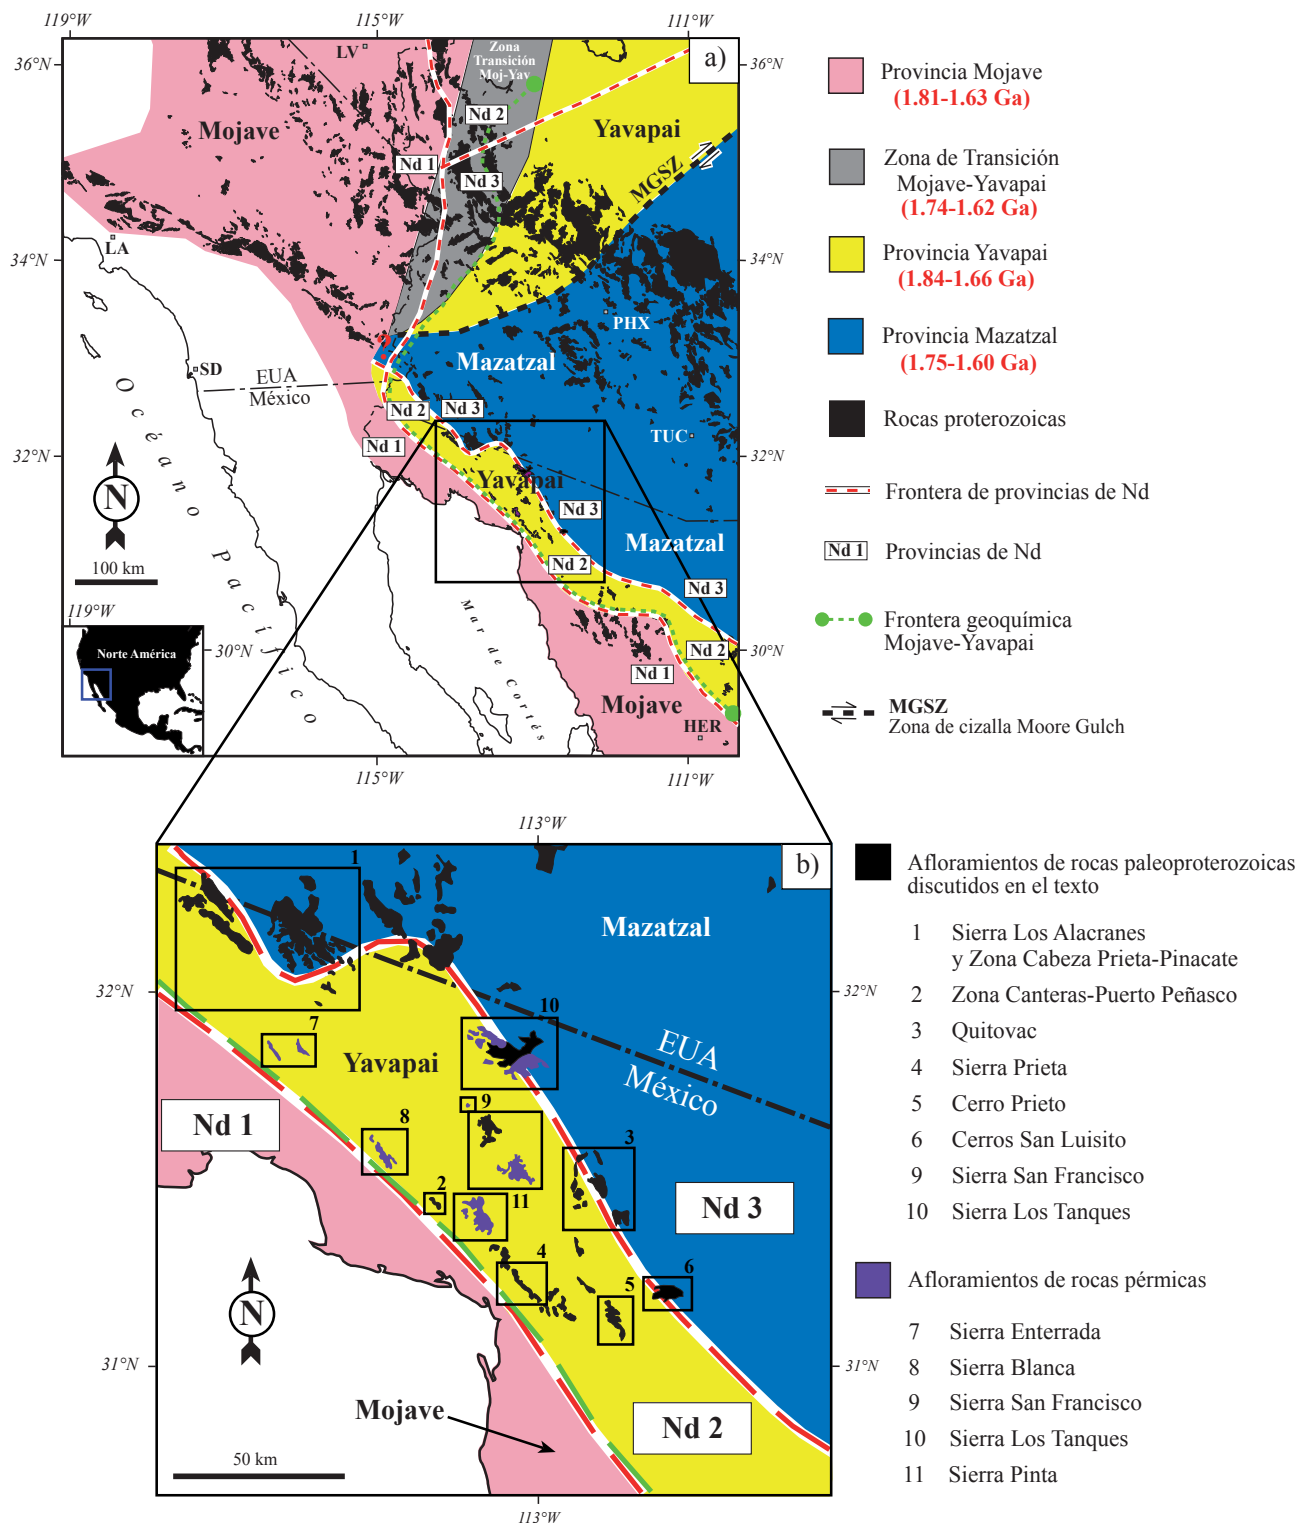 119°W
115°W
111°W
36°N
34°N
32°N
30°N
a)
LV
Zona
Transición
Moj-Yav
Nd 2
Mojave
Yavapai
Nd 1
Nd 3
MGSZ
LA
PHX
SD
EUA
México
Mazatzal
Nd 2
Nd 3
TUC
Nd 1
Yavapai
Nd 3
Mazatzal
Nd 2
Nd 3
Nd 2
Nd 1
Mojave
HER
Océano Pacífico
Mar de Cortés
N
100 km
119°W
Norte América
30°N
36°N
34°N
32°N
30°N
115°W
111°W
Provincia Mojave
(1.81-1.63 Ga)
Zona de Transición
Mojave-Yavapai
(1.74-1.62 Ga)
Provincia Yavapai
(1.84-1.66 Ga)
Provincia Mazatzal
(1.75-1.60 Ga)
Rocas proterozoicas
Frontera de provincias de Nd
Nd 1 Provincias de Nd
Frontera geoquímica
Mojave-Yavapai
MGSZ
Zona de cizalla Moore Gulch
113°W
b)
1
Mazatzal
32°N
32°N
10
7
EUA
México
Yavapai
9
Nd 1
8
3
2
11
Nd 3
4
6
5
N
31°N
31°N
Mojave
Nd 2
50 km
113°W
Afloramientos de rocas paleoproterozoicas
discutidos en el texto
1 Sierra Los Alacranes
y Zona Cabeza Prieta-Pinacate
2 Zona Canteras-Puerto Peñasco
3 Quitovac
4 Sierra Prieta
5 Cerro Prieto
6 Cerros San Luisito
9 Sierra San Francisco
10 Sierra Los Tanques
Afloramientos de rocas pérmicas
7 Sierra Enterrada
8 Sierra Blanca
9 Sierra San Francisco
10 Sierra Los Tanques
11 Sierra Pinta